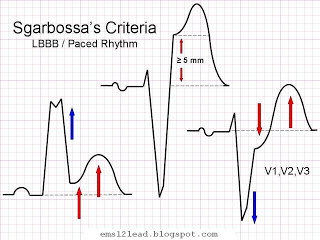 Sgarbossa's Criteria
LBBB / Paced Rhythm
≥ 5 mm
V1,V2,V3
ems12lead.blogspot.com